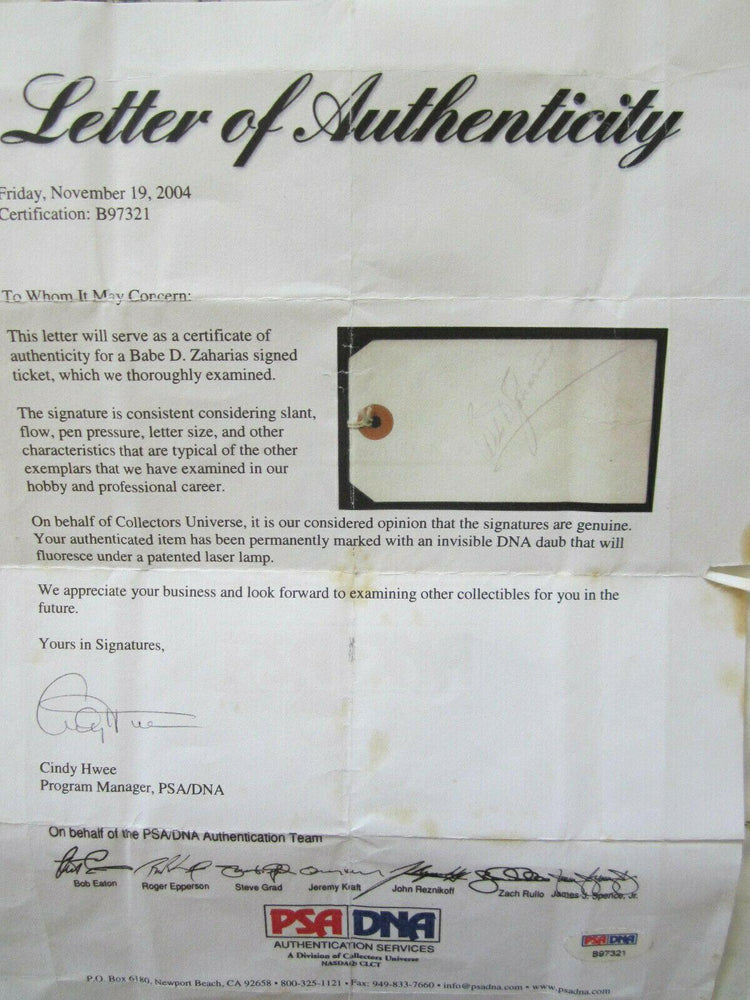 Letter of Authenticity
Friday, November 19, 2004
Certification: B97321
To Whom It May Concern:
This letter will serve as a certificate of
authenticity for a Babe D. Zaharias signed
ticket, which we thoroughly examined.
The signature is consistent considering slant,
flow, pen pressure, letter size, and other
characteristics that are typical of the other
exemplars that we have examined in our
hobby and professional career.
On behalf of Collectors Universe, it is our considered opinion that the signatures are genuine.
Your authenticated item has been permanently marked with an invisible DNA daub that will
fluoresce under a patented laser lamp.
We appreciate your business and look forward to examining other collectibles for you in the
future.
Yours in Signatures,
Cindy Hwee
Program Manager, PSA/DNA
On behalf of the PSA/DNA Authentication Team
Bob Eaton Roger Epperson Steve Grad Jeremy Kraft John Reznikoff Zach Rullo James J. Spence, Jr.
PSA DNA
AUTHENTICATION SERVICES
A Division of Collectors Universe
NASDAQ: CLCT
PSA DNA
B97321
P.O. Box 6180, Newport Beach, CA 92658 • 800-325-1121 • Fax: 949-833-7660 • info@psadna.com • www.psadna.com